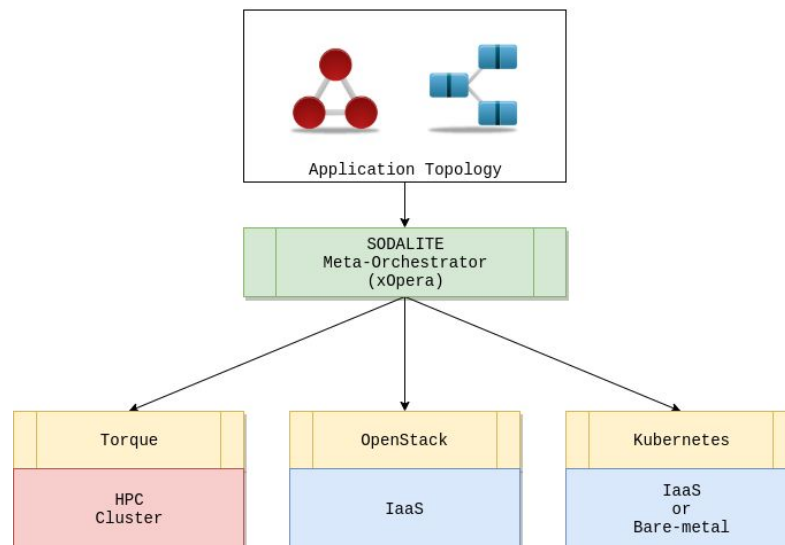 Application Topology
SODALITE
Meta-Orchestrator
(xOpera)
Torque
OpenStack
Kubernetes
HPC
Cluster
IaaS
IaaS
or
Bare-metal